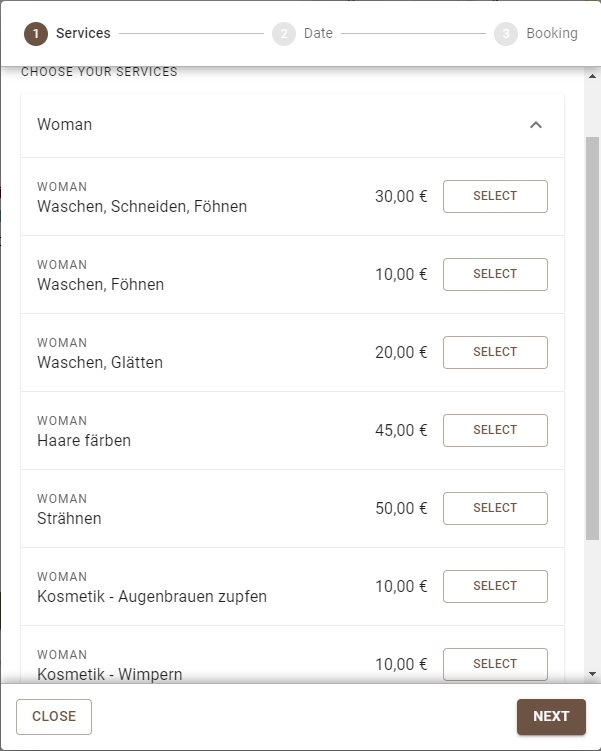 1 Services 2 Date 3 Booking
CHOOSE YOUR SERVICES
Woman
WOMAN
Waschen, Schneiden, Föhnen 30,00 € SELECT
WOMAN
Waschen, Föhnen 10,00 € SELECT
WOMAN
Waschen, Glätten 20,00 € SELECT
WOMAN
Haare färben 45,00 € SELECT
WOMAN
Strähnen 50,00 € SELECT
WOMAN
Kosmetik - Augenbrauen zupfen 10,00 € SELECT
WOMAN
Kosmetik - Wimpern 10,00 € SELECT
CLOSE NEXT